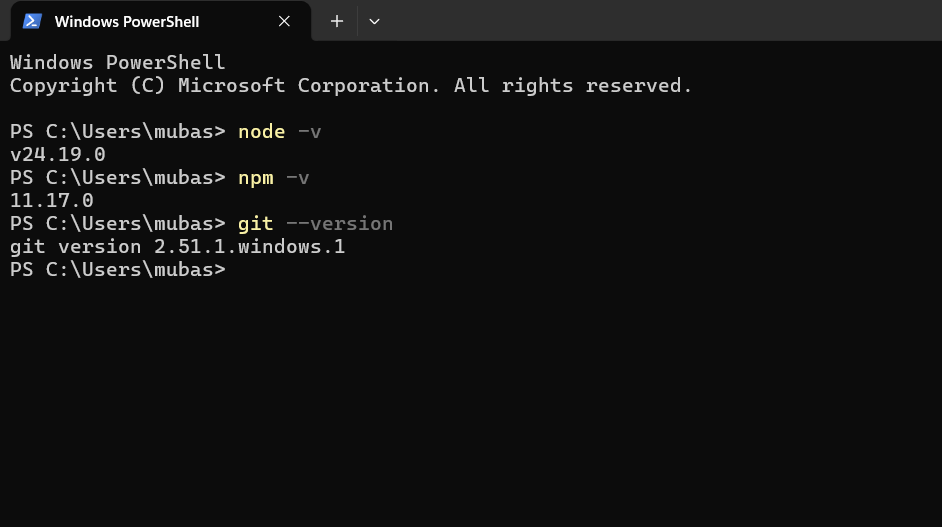 Windows PowerShell
Windows PowerShell
Copyright (C) Microsoft Corporation. All rights reserved.
PS C:\Users\mubas> node -v
v24.19.0
PS C:\Users\mubas> npm -v
11.17.0
PS C:\Users\mubas> git --version
git version 2.51.1.windows.1
PS C:\Users\mubas>